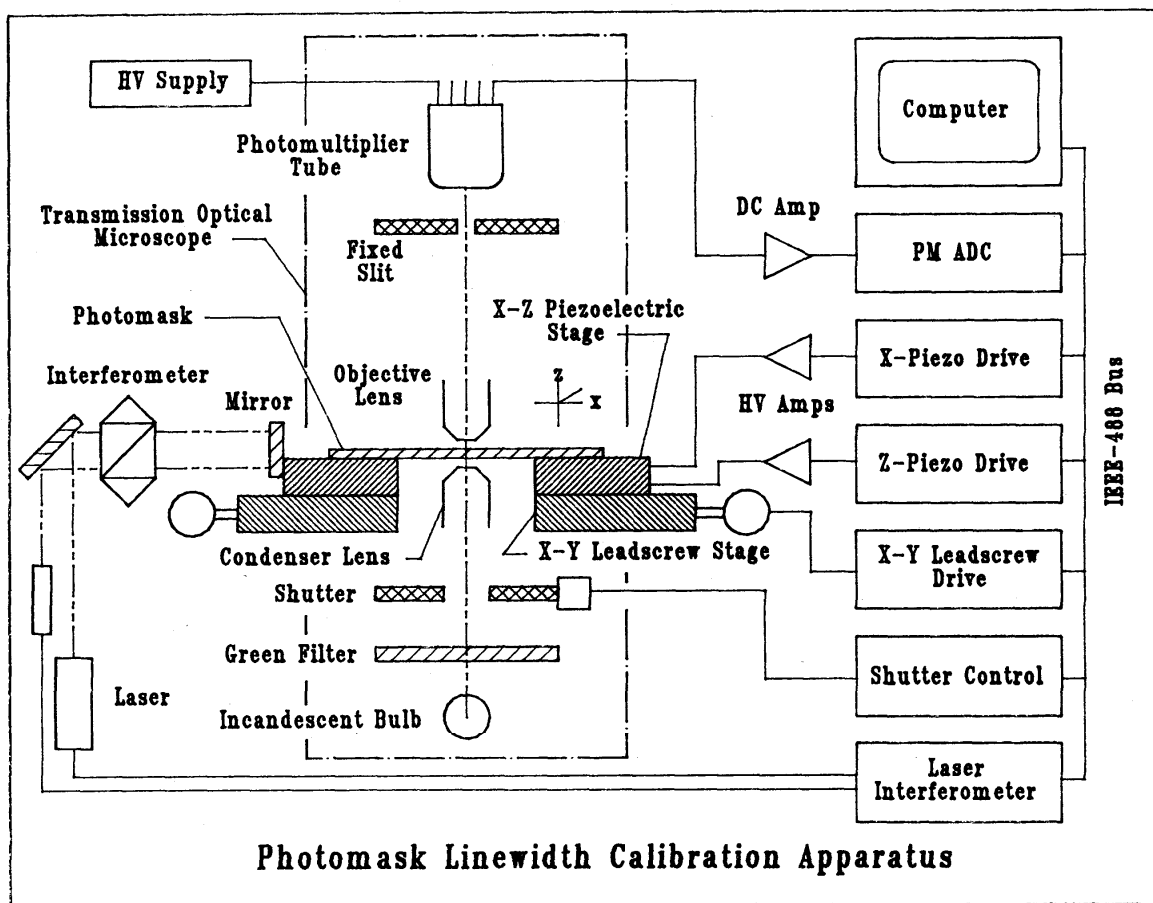 HV Supply
Computer
Photomultiplier
Tube
Transmission Optical
Microscope
DC Amp
Fixed
Slit
PM ADC
X-Z Piezoelectric
Stage
Photomask
X-Piezo Drive
Interferometer
Objective
Lens
Z
X
Mirror
HV Amps
Z-Piezo Drive
IEEE-488 Bus
Condenser Lens
X-Y Leadscrew Stage
X-Y Leadscrew
Drive
Shutter
Green Filter
Shutter Control
Laser
Incandescent Bulb
Laser
Interferometer
Photomask Linewidth Calibration Apparatus